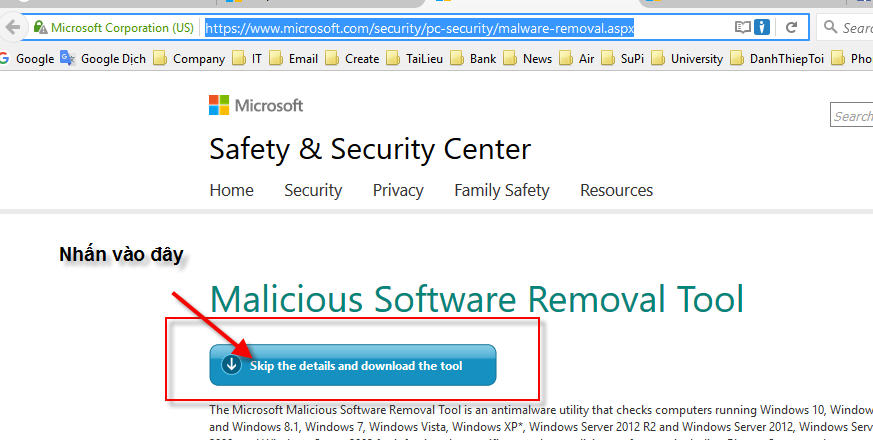 Microsoft Corporation (US) https://www.microsoft.com/security/pc-security/malware-removal.aspx Sear
Google Google Dịch Company IT Email Create TaiLieu Bank News Air SuPi University DanhThiepToi Pho
Microsoft
Search
Safety & Security Center
Home Security Privacy Family Safety Resources
Nhấn vào đây
Malicious Software Removal Tool
Skip the details and download the tool
The Microsoft Malicious Software Removal Tool is an antimalware utility that checks computers running Windows 10, Window
and Windows 8.1, Windows 7, Windows Vista, Windows XP*, Windows Server 2012 R2 and Windows Server 2012, Windows Serv